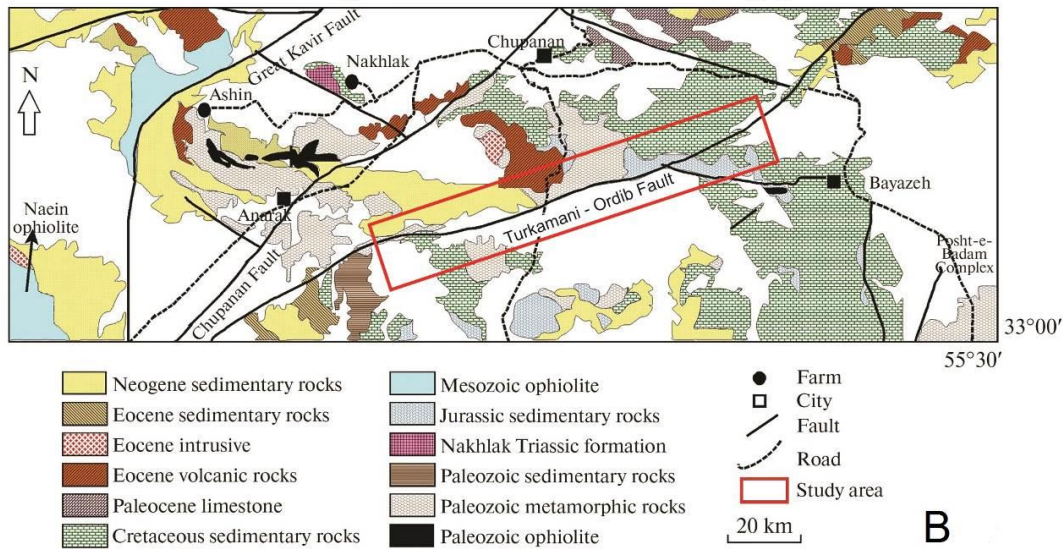 Great Kavir Fault
Chupanan
N
Nakhlak
Ashin
Anarak
Bayazeh
Turkamani - Ordib Fault
Naein
ophiolite
Posht-e-
Badam
Complex
Chupanan Fault
33°00′
55°30′
Neogene sedimentary rocks
Eocene sedimentary rocks
Eocene intrusive
Eocene volcanic rocks
Paleocene limestone
Cretaceous sedimentary rocks
Mesozoic ophiolite
Jurassic sedimentary rocks
Nakhlak Triassic formation
Paleozoic sedimentary rocks
Paleozoic metamorphic rocks
Paleozoic ophiolite
Farm
City
Fault
Road
Study area
20 km
B